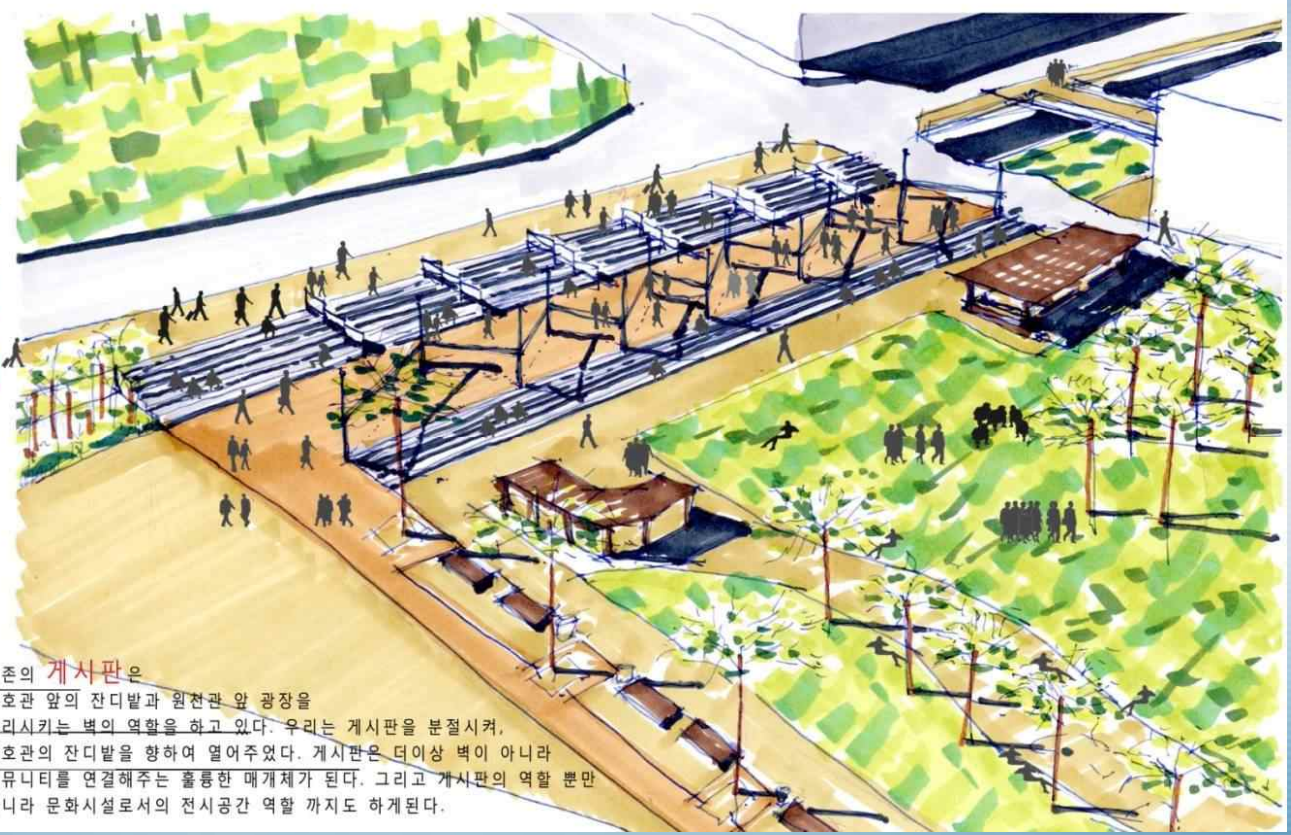 존의 게시판은
호관 앞의 잔디밭과 원천관 앞 광장을
리시키는 벽의 역할을 하고 있다. 우리는 게시판을 분절시켜,
호관의 잔디밭을 향하여 열어주었다. 게시판은 더이상 벽이 아니라
뮤니티를 연결해주는 훌륭한 매개체가 된다. 그리고 게시판의 역할 뿐만
니라 문화시설로서의 전시공간 역할 까지도 하게된다.